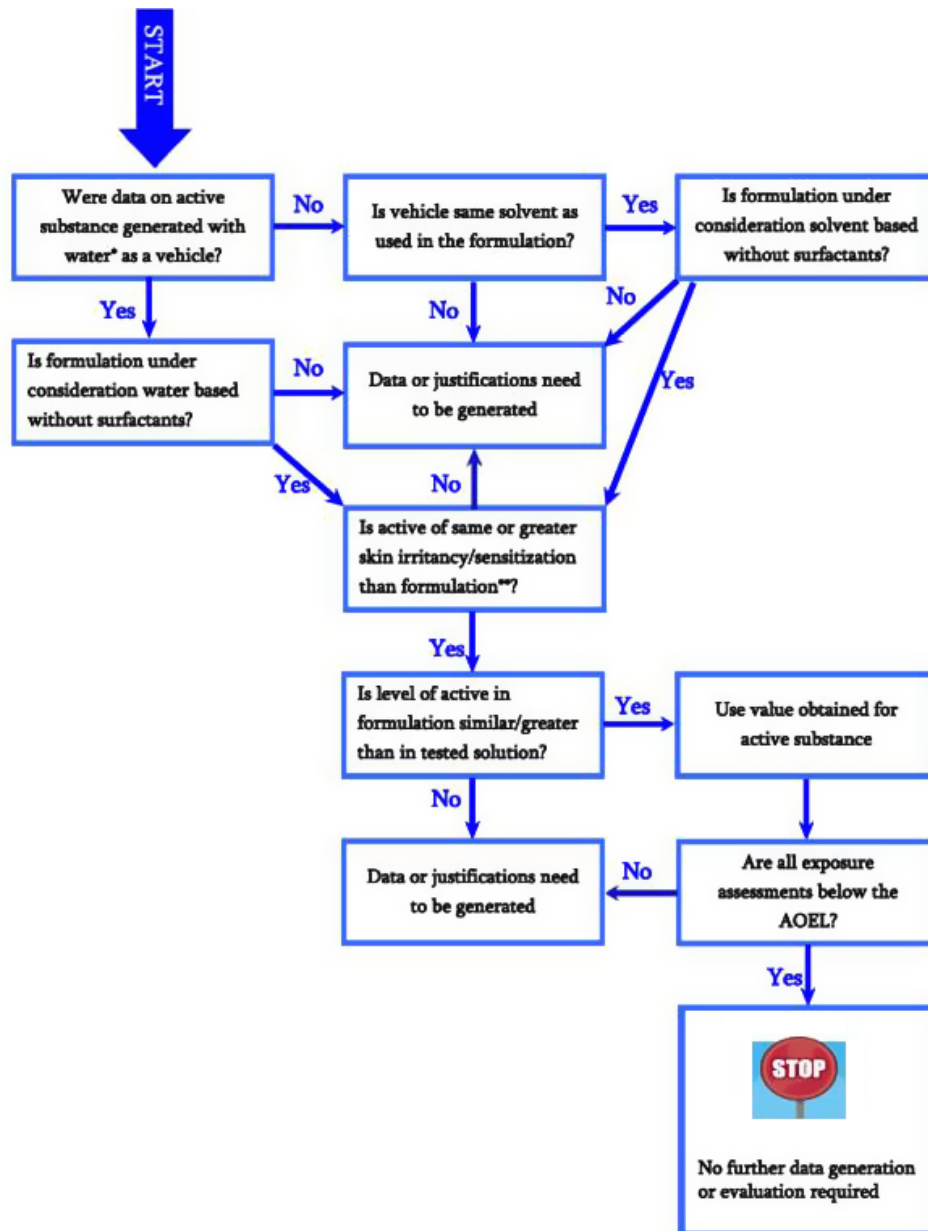 START
Were data on active
substance generated with
water* as a vehicle?
No
Is vehicle same solvent as
used in the formulation?
Yes
Is formulation under
consideration solvent based
without surfactants?
Yes
No
No
Is formulation under
consideration water based
without surfactants?
No
Data or justifications need
to be generated
Yes
Yes
No
Is active of same or greater
skin irritancy/sensitization
than formulation**?
Yes
Is level of active in
formulation similar/greater
than in tested solution?
Yes
Use value obtained for
active substance
No
Data or justifications need
to be generated
No
Are all exposure
assessments below the
AOEL?
Yes
STOP
No further data generation
or evaluation required